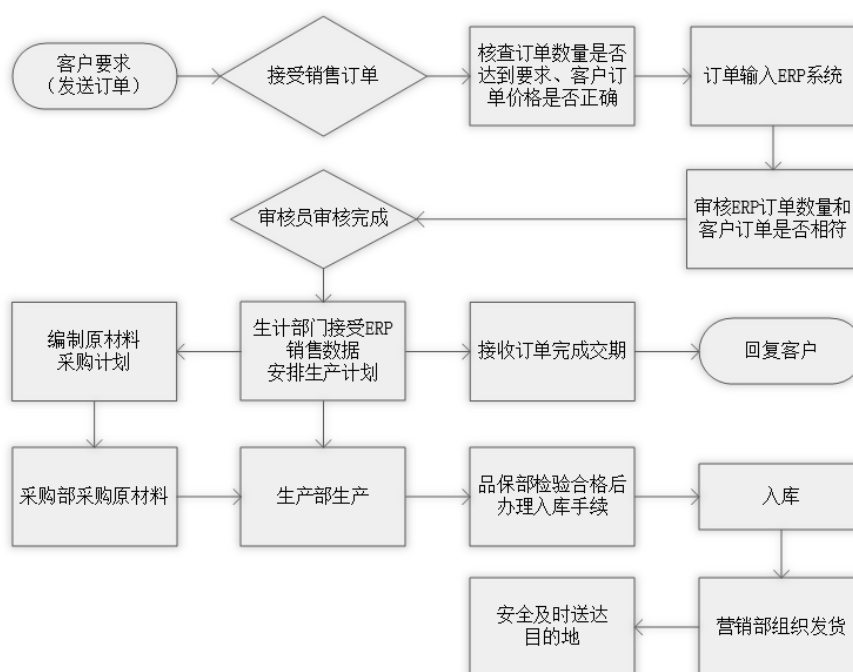 客户要求
（发送订单）
接受销售订单
核查订单数量是否
达到要求、客户订
单价格是否正确
订单输入ERP系统
审核ERP订单数量和
客户订单是否相符
审核员审核完成
编制原材料
采购计划
生计部门接受ERP
销售数据
安排生产计划
接收订单完成交期
回复客户
采购部采购原材料
生产部生产
品保部检验合格后
办理入库手续
入库
安全及时送达
目的地
营销部组织发货